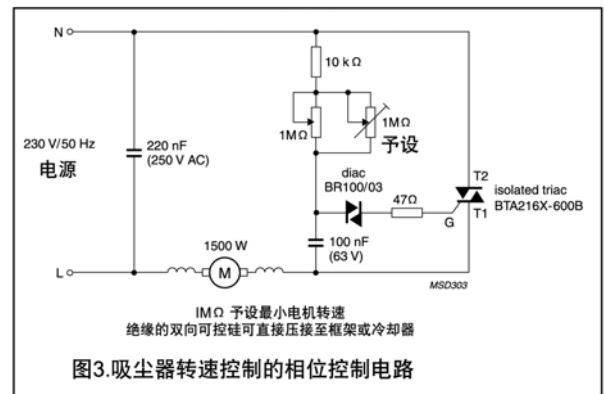 N
10 kΩ
1MΩ
1MΩ
予设
230 V/50 Hz
电源
220 nF
(250 V AC)
diac
BR100/03
47Ω
T2
isolated triac
BTA216X-600B
G
T1
1500 W
100 nF
(63 V)
L
M
MSD303
IMΩ 予设最小电机转速
绝缘的双向可控硅可直接压接至框架或冷却器
图3.吸尘器转速控制的相位控制电路